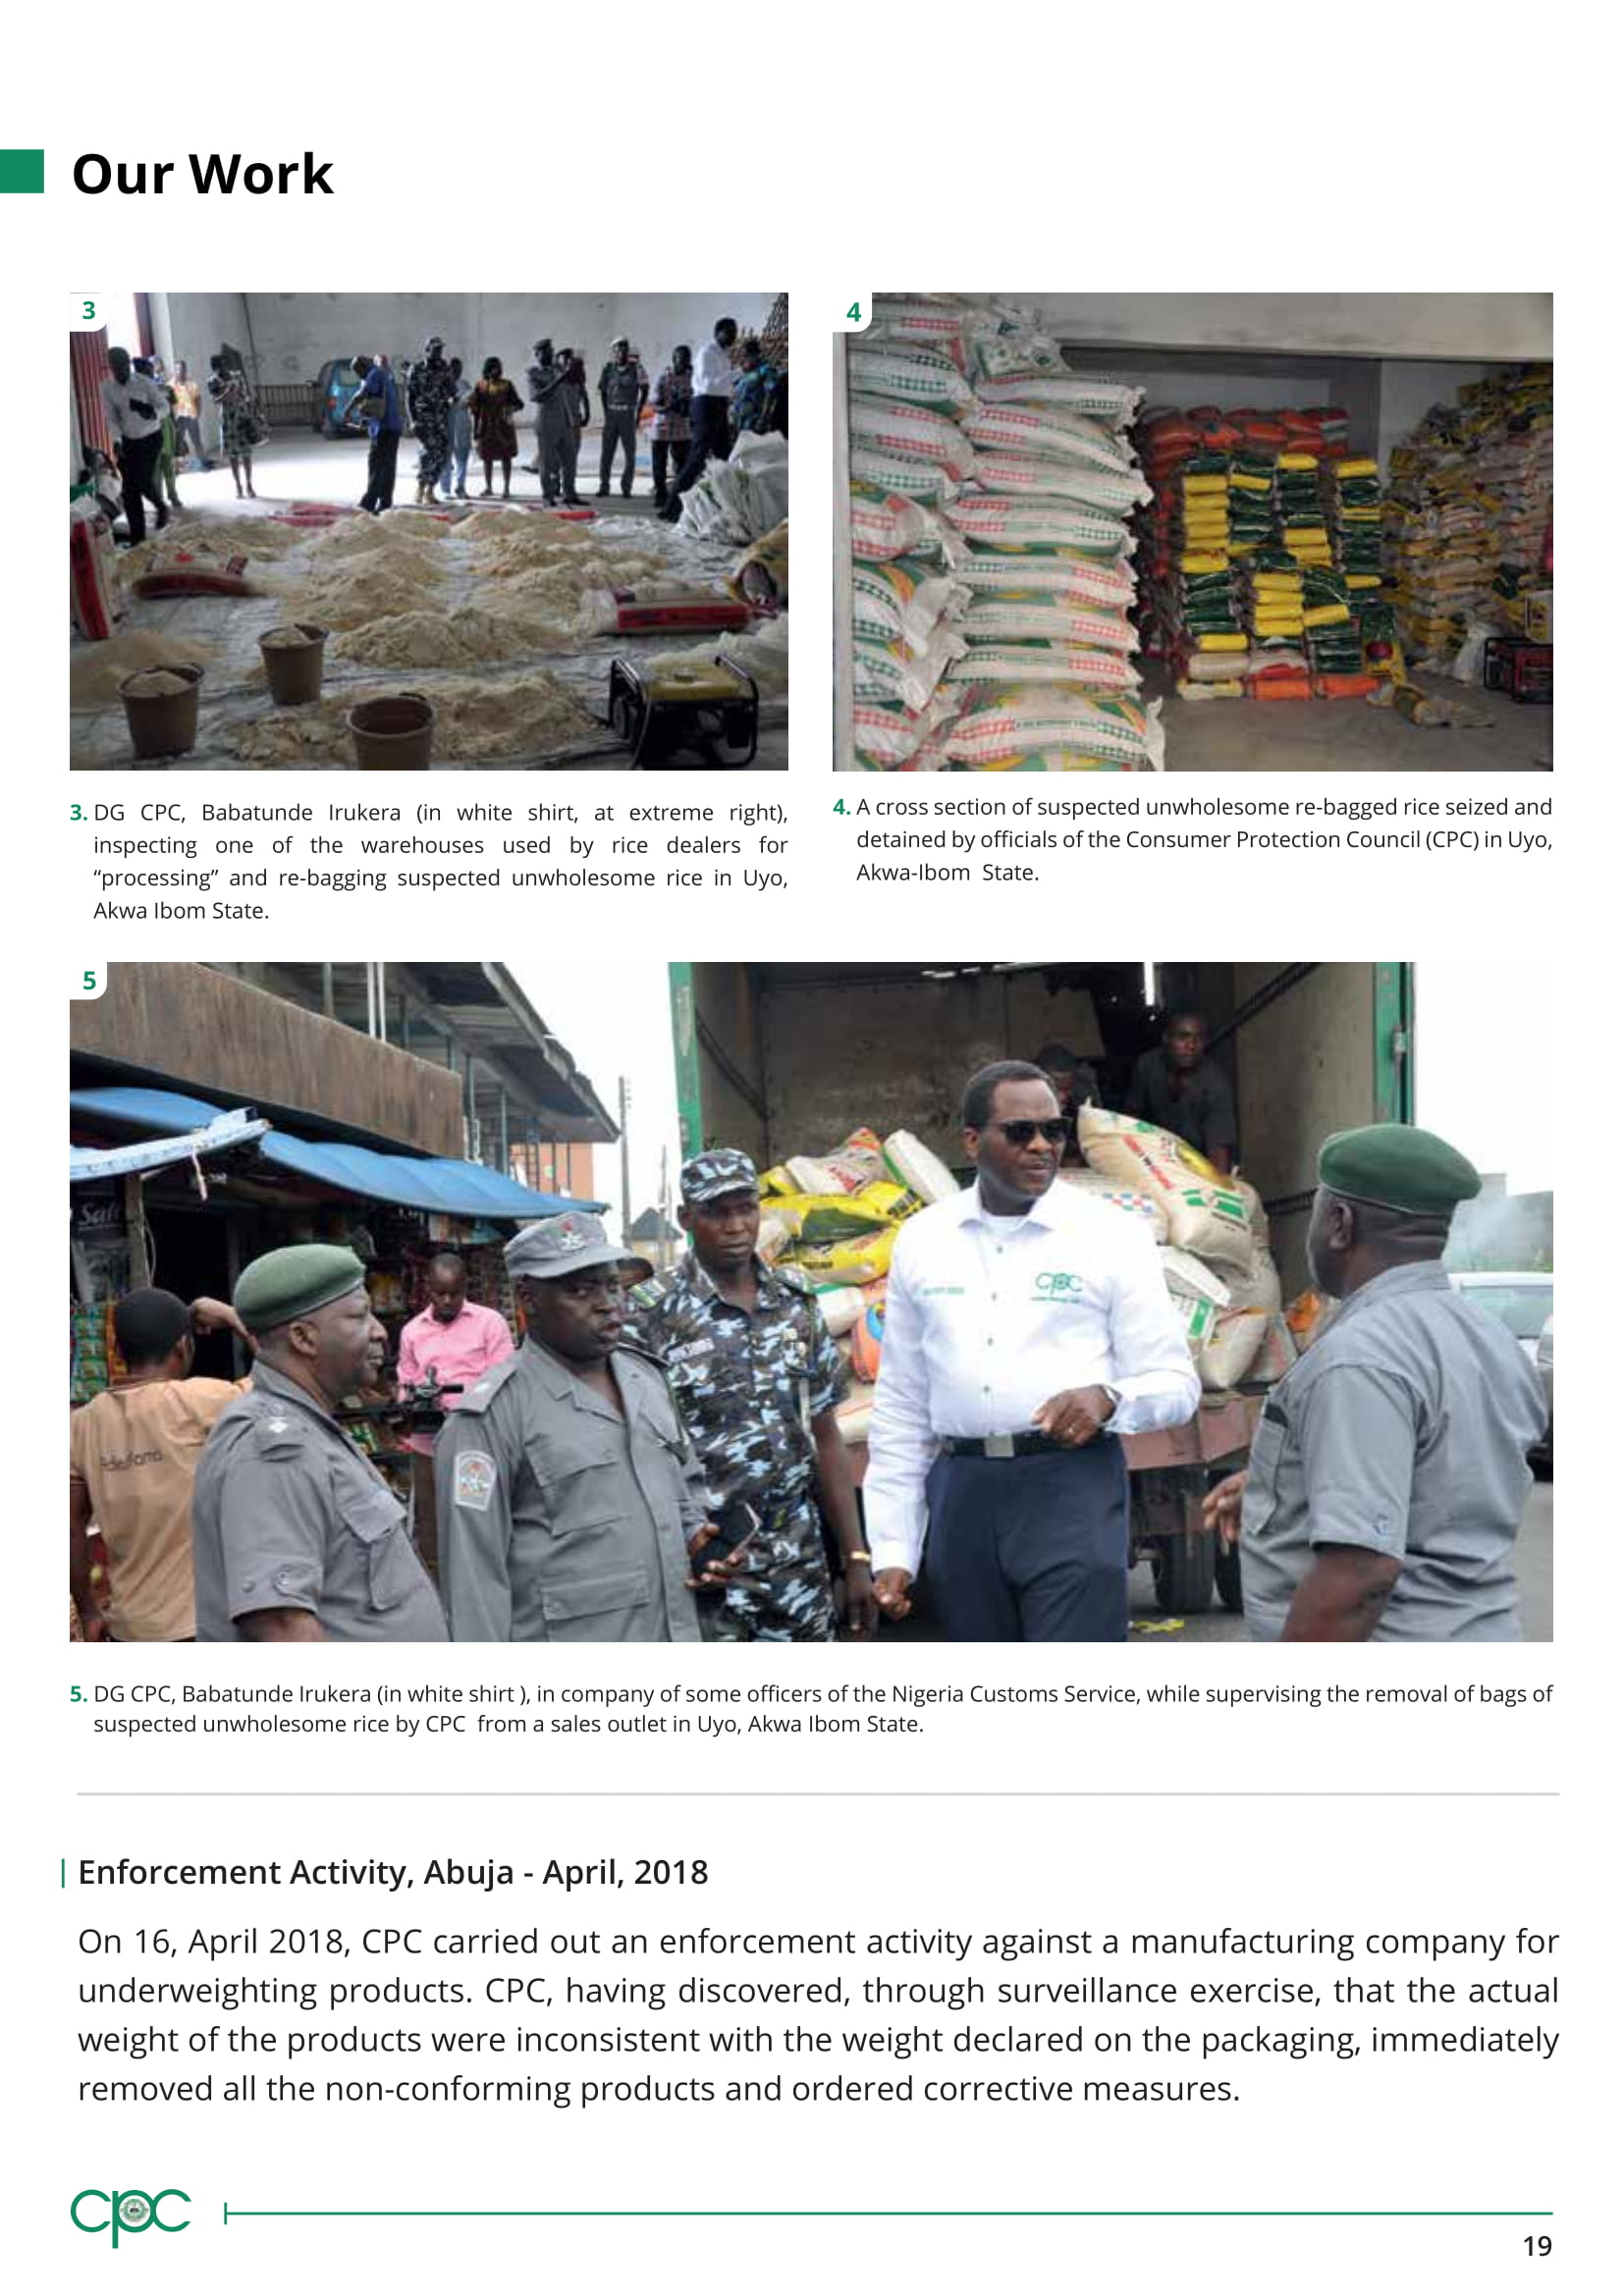 Our Work
3
4
3. DG CPC, Babatunde Irukera (in white shirt, at extreme right),
inspecting one of the warehouses used by rice dealers for
“processing” and re-bagging suspected unwholesome rice in Uyo,
Akwa Ibom State.
4. A cross section of suspected unwholesome re-bagged rice seized and
detained by officials of the Consumer Protection Council (CPC) in Uyo,
Akwa-Ibom State.
5
Safi
cpc
5. DG CPC, Babatunde Irukera (in white shirt ), in company of some officers of the Nigeria Customs Service, while supervising the removal of bags of
suspected unwholesome rice by CPC from a sales outlet in Uyo, Akwa Ibom State.
Enforcement Activity, Abuja - April, 2018
On 16, April 2018, CPC carried out an enforcement activity against a manufacturing company for
underweighting products. CPC, having discovered, through surveillance exercise, that the actual
weight of the products were inconsistent with the weight declared on the packaging, immediately
removed all the non-conforming products and ordered corrective measures.
cpc
19